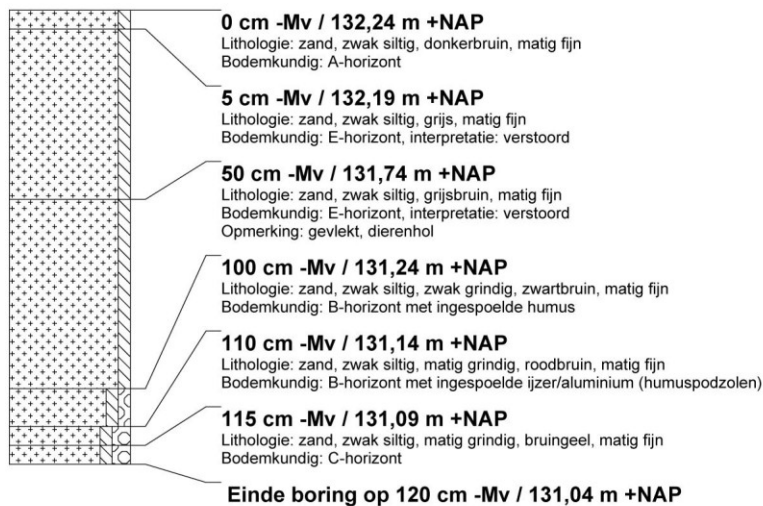 0 cm -Mv / 132,24 m +NAP
Lithologie: zand, zwak siltig, donkerbruin, matig fijn
Bodemkundig: A-horizont
5 cm -Mv / 132,19 m +NAP
Lithologie: zand, zwak siltig, grijs, matig fijn
Bodemkundig: E-horizont, interpretatie: verstoord
50 cm -Mv / 131,74 m +NAP
Lithologie: zand, zwak siltig, grijsbruin, matig fijn
Bodemkundig: E-horizont, interpretatie: verstoord
Opmerking: gevlekt, dierenhol
100 cm -Mv / 131,24 m +NAP
Lithologie: zand, zwak siltig, zwak grindig, zwartbruin, matig fijn
Bodemkundig: B-horizont met ingespoelde humus
110 cm -Mv / 131,14 m +NAP
Lithologie: zand, zwak siltig, matig grindig, roodbruin, matig fijn
Bodemkundig: B-horizont met ingespoelde ijzer/aluminium (humuspodzolen)
115 cm -Mv / 131,09 m +NAP
Lithologie: zand, zwak siltig, matig grindig, bruingeel, matig fijn
Bodemkundig: C-horizont
Einde boring op 120 cm -Mv / 131,04 m +NAP